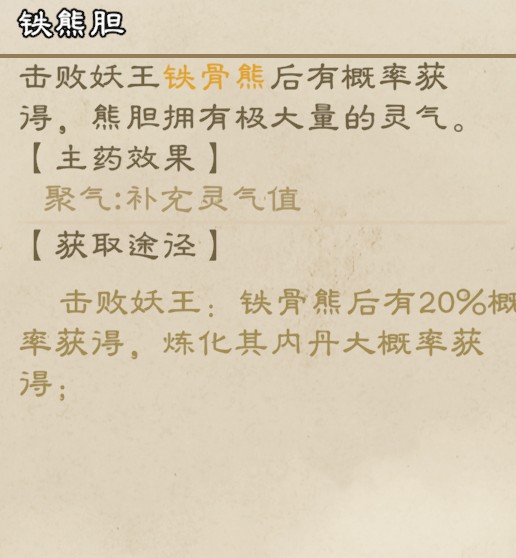 铁熊胆
击败妖王铁骨熊后有概率获
得，熊胆拥有极大量的灵气。
【主药效果】
聚气:补充灵气值
【获取途径】
击败妖王：铁骨熊后有20%概
率获得，炼化其内丹大概率获
得；